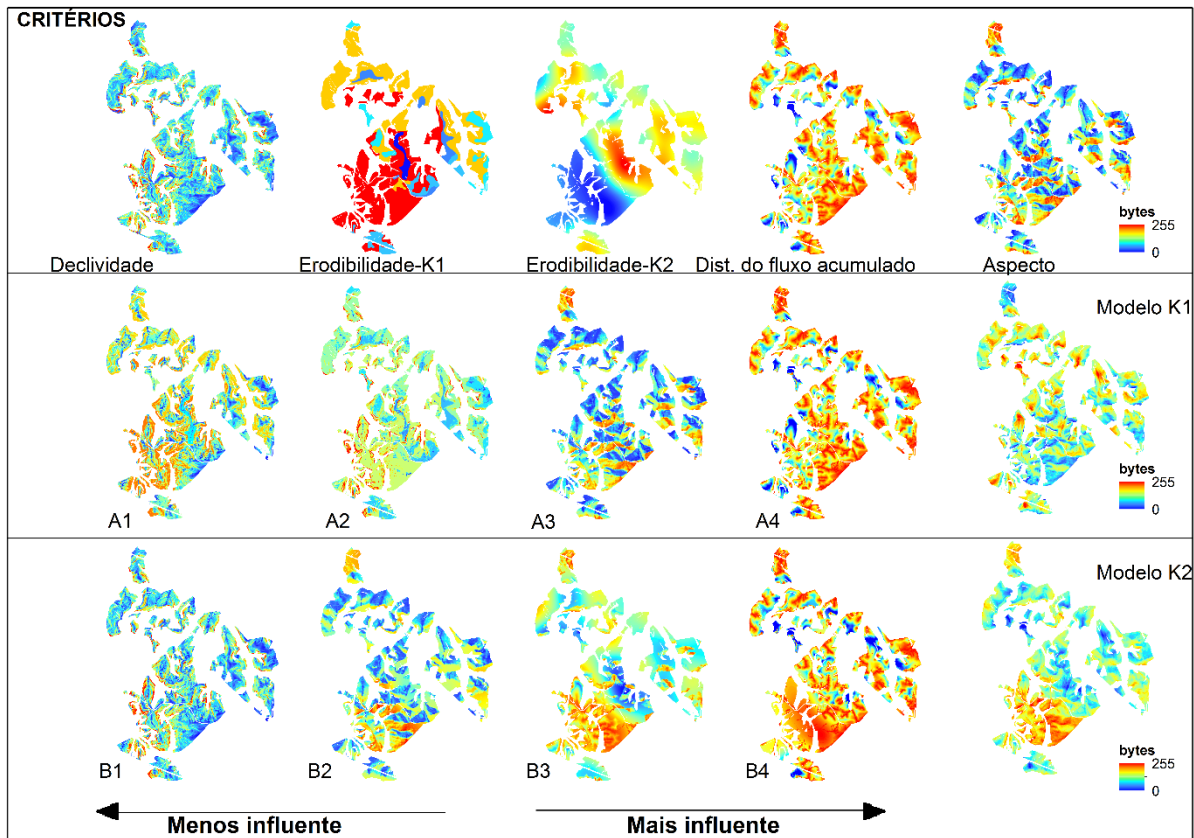 CRITÉRIOS
bytes
255
0
Declividade
Erodibilidade-K1
Erodibilidade-K2
Dist. do fluxo acumulado
Aspecto
Modelo K1
bytes
255
0
A1
A2
A3
A4
Modelo K2
bytes
255
0
B1
B2
B3
B4
Menos influente
Mais influente